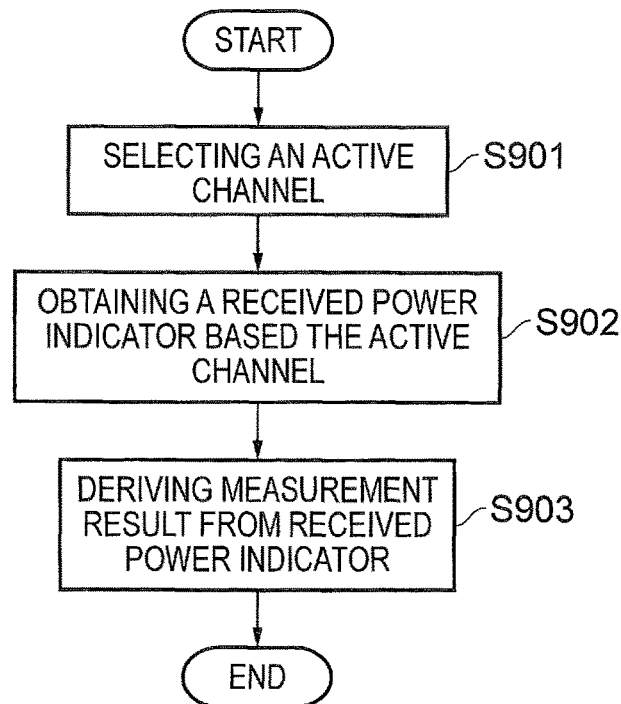 START
SELECTING AN ACTIVE
CHANNEL
S901
OBTAINING A RECEIVED POWER
INDICATOR BASED THE ACTIVE
CHANNEL
S902
DERIVING MEASUREMENT
RESULT FROM RECEIVED
POWER INDICATOR
S903
END